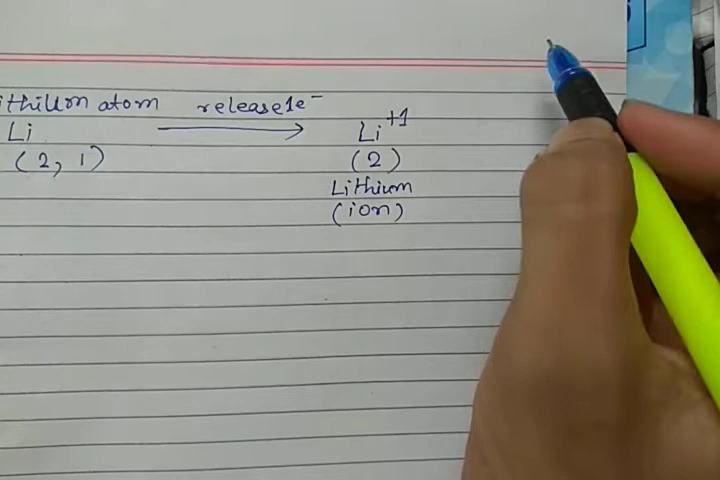 ithium atom release 1e⁻
Li Li⁺¹
(2, 1) (2)
Lithium
(ion)